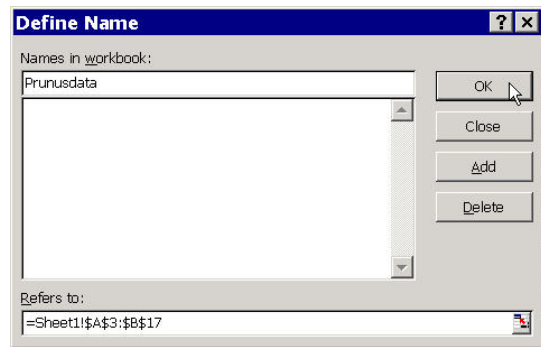 Define Name
? ×
Names in workbook:
Prunusdata
OK
Close
Add
Delete
Refers to:
=Sheet1!$A$3:$B$17